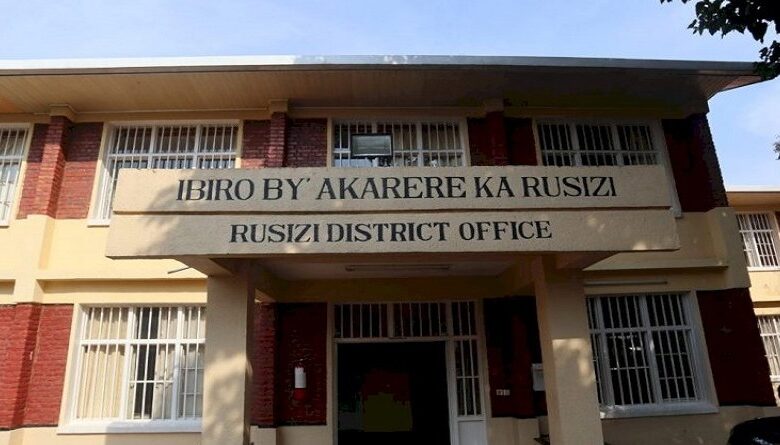 IBIRO BY' AKARERE KA RUSIZI
RUSIZI DISTRICT OFFICE